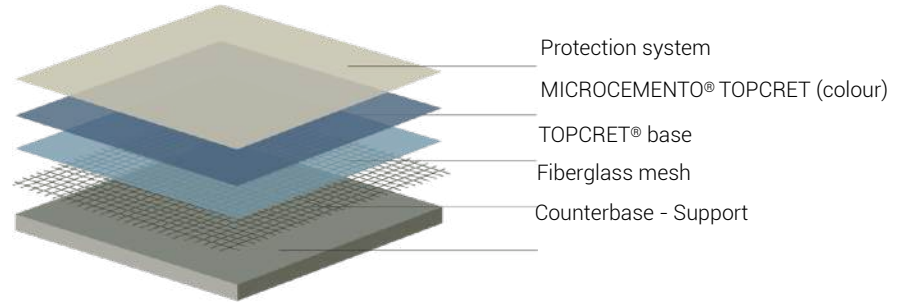 Protection system
MICROCEMENTO® TOPCRET (colour)
TOPCRET® base
Fiberglass mesh
Counterbase - Support